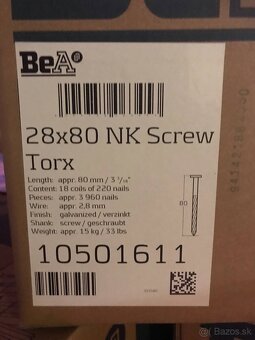 BeA®
28x80 NK Screw
Torx
Length: appr. 80 mm / 3 1/16"
Content: 18 coils of 220 nails
Pieces: appr. 3 960 nails
Wire: appr. 2,8 mm
Finish: galvanized / verzinkt
Shank: screw / geschraubt
Weight: appr. 15 kg / 33 lbs
80
10501611
Bazos.sk